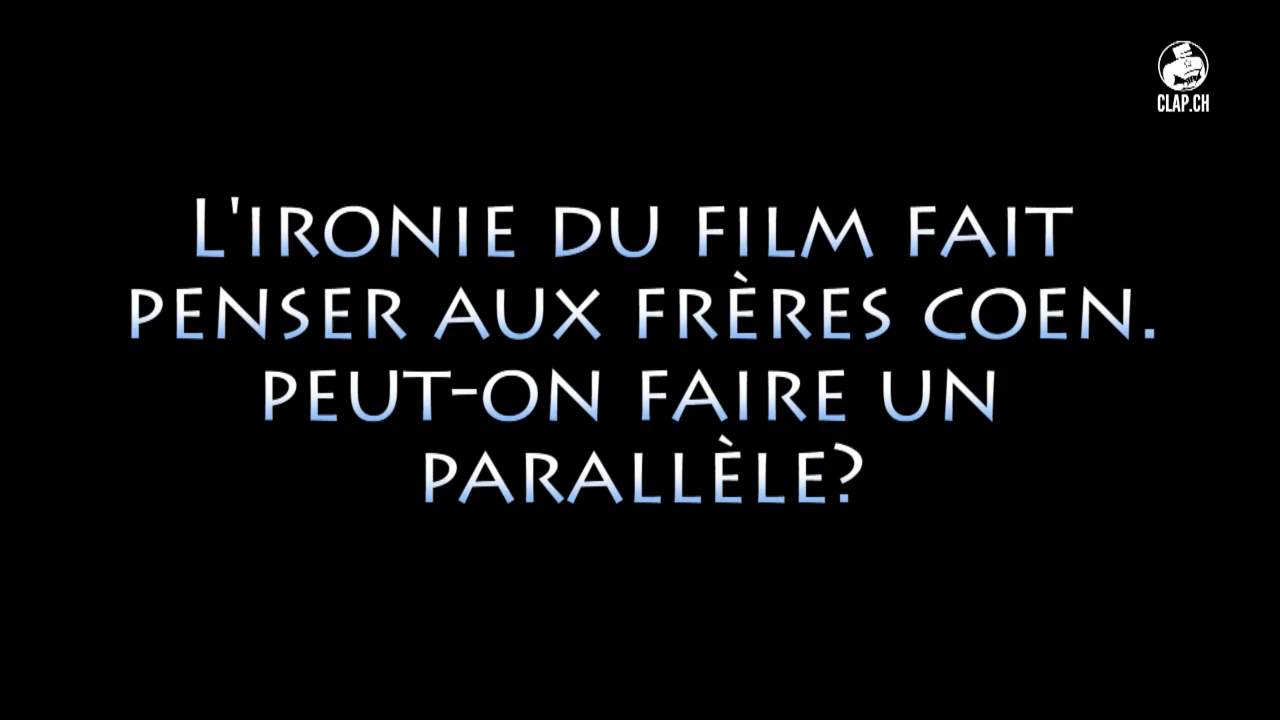 CLAP.CH
L'IRONIE DU FILM FAIT
PENSER AUX FRÈRES COEN.
PEUT-ON FAIRE UN
PARALLÈLE?